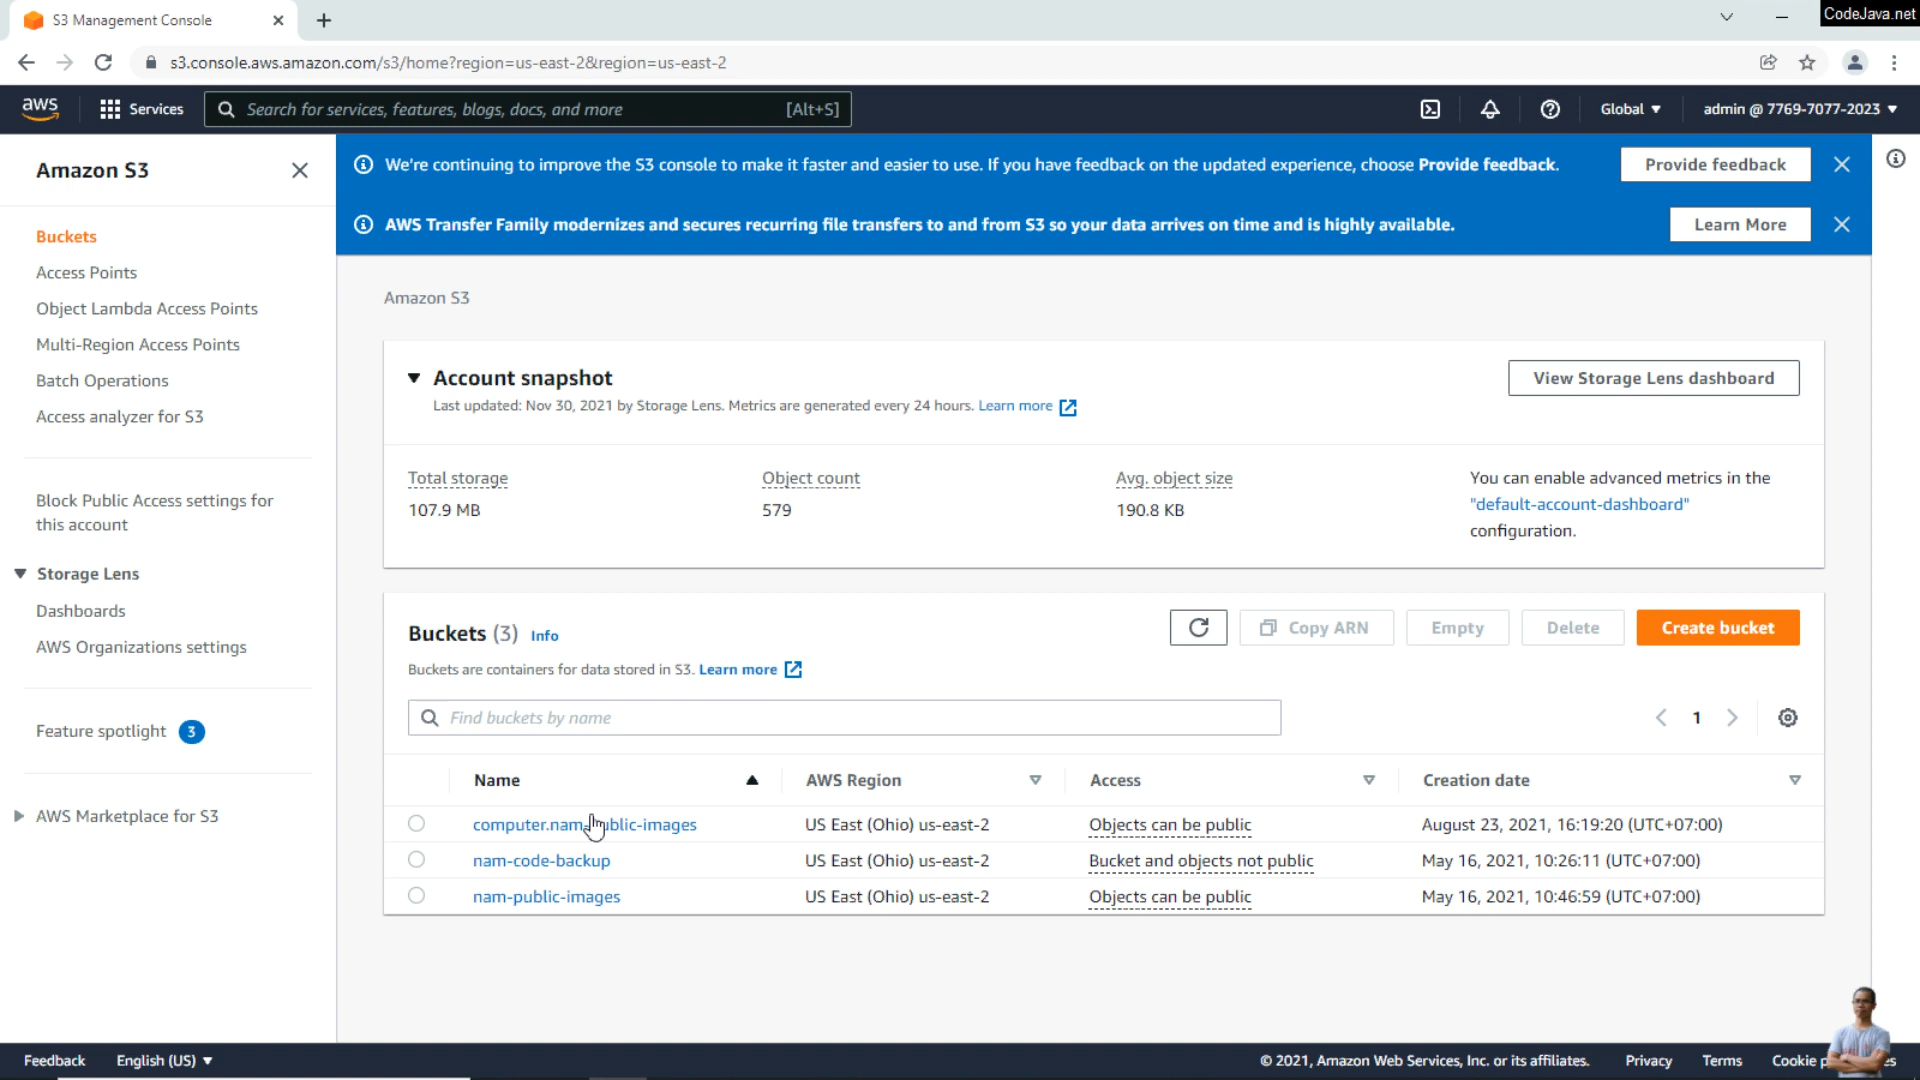 S3 Management Console
CodeJava.net
s3.console.aws.amazon.com/s3/home?region=us-east-2&region=us-east-2
aws
Services
Search for services, features, blogs, docs, and more
[Alt+S]
Global
admin @ 7769-7077-2023
Amazon S3
Buckets
Access Points
Object Lambda Access Points
Multi-Region Access Points
Batch Operations
Access analyzer for S3
Block Public Access settings for
this account
Storage Lens
Dashboards
AWS Organizations settings
Feature spotlight 3
AWS Marketplace for S3
We're continuing to improve the S3 console to make it faster and easier to use. If you have feedback on the updated experience, choose Provide feedback.
Provide feedback
AWS Transfer Family modernizes and secures recurring file transfers to and from S3 so your data arrives on time and is highly available.
Learn More
Amazon S3
Account snapshot
View Storage Lens dashboard
Last updated: Nov 30, 2021 by Storage Lens. Metrics are generated every 24 hours. Learn more
Total storage
107.9 MB
Object count
579
Avg. object size
190.8 KB
You can enable advanced metrics in the
"default-account-dashboard"
configuration.
Buckets (3) Info
Copy ARN
Empty
Delete
Create bucket
Buckets are containers for data stored in S3. Learn more
Find buckets by name
1
Name AWS Region Access Creation date
computer.nam-public-images US East (Ohio) us-east-2 Objects can be public August 23, 2021, 16:19:20 (UTC+07:00)
nam-code-backup US East (Ohio) us-east-2 Bucket and objects not public May 16, 2021, 10:26:11 (UTC+07:00)
nam-public-images US East (Ohio) us-east-2 Objects can be public May 16, 2021, 10:46:59 (UTC+07:00)
Feedback
English (US)
© 2021, Amazon Web Services, Inc. or its affiliates.
Privacy
Terms
Cookie